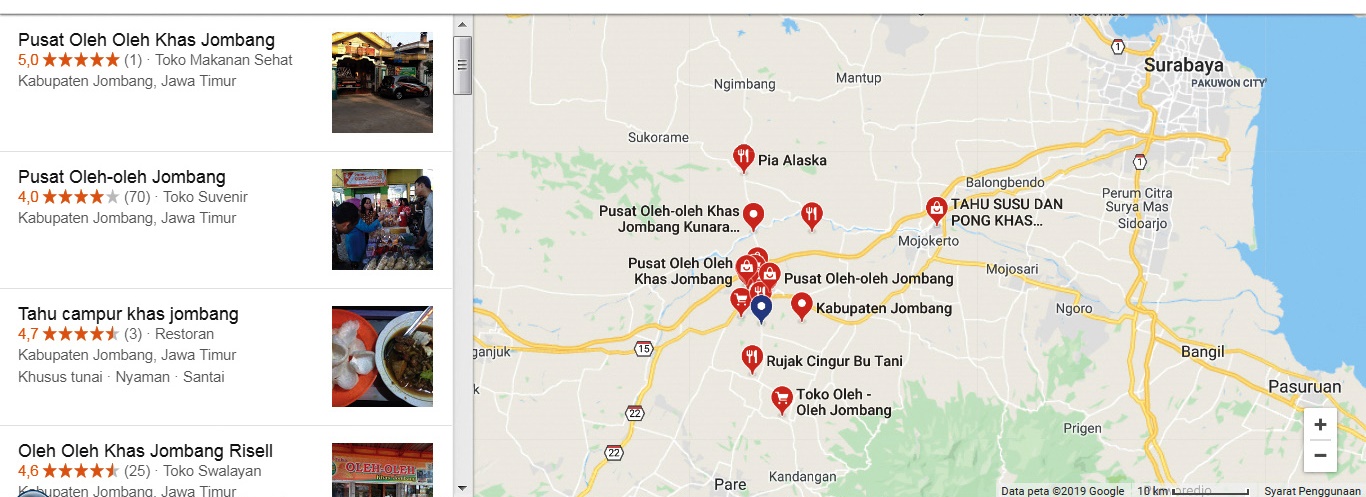 Pusat Oleh Oleh Khas Jombang
5,0 ★★★★★ (1) · Toko Makanan Sehat
Kabupaten Jombang, Jawa Timur
Pusat Oleh-oleh Jombang
4,0 ★★★★★ (70) · Toko Suvenir
Kabupaten Jombang, Jawa Timur
Tahu campur khas jombang
4,7 ★★★★★ (3) · Restoran
Kabupaten Jombang, Jawa Timur
Khusus tunai · Nyaman · Santai
Oleh Oleh Khas Jombang Risell
4,6 ★★★★★ (25) · Toko Swalayan
Kabupaten Jombang, Jawa Timur
OLEH-OLEH
1
Surabaya
PAKUWON CITY
Ngimbang
Mantup
Sukorame
Pia Alaska
1
Balongbendo
Perum Citra
Surya Mas
Sidoarjo
TAHU SUSU DAN
PONG KHAS...
Pusat Oleh-oleh Khas
Jombang Kunara...
Mojokerto
Pusat Oleh Oleh
Khas Jombang
Pusat Oleh-oleh Jombang
Mojosari
Kabupaten Jombang
Ngoro
ganjuk
15
Bangil
Rujak Cingur Bu Tani
k
Pasuruan
Toko Oleh -
Oleh Jombang
22
Prigen
22
Kandangan
Pare
+
−
Data peta ©2019 Google
10 km
Syarat Penggunaan